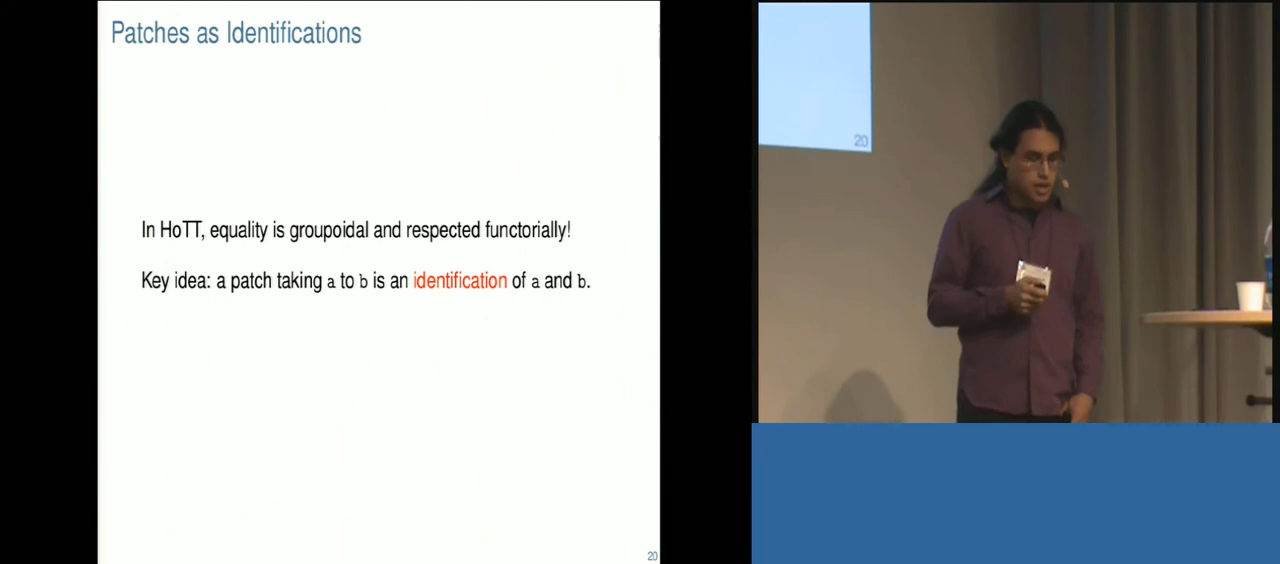 Patches as Identifications
In HoTT, equality is groupoidal and respected functorially!
Key idea: a patch taking a to b is an identification of a and b.
20
20